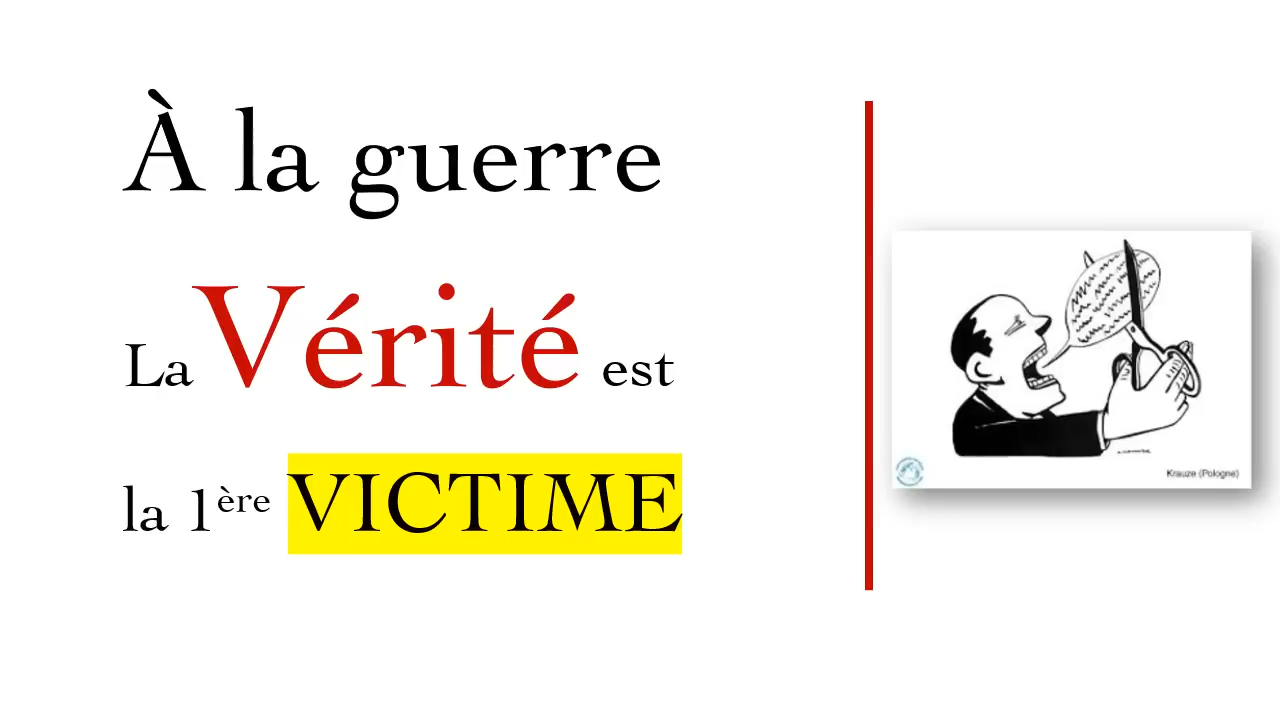 À la guerre
La Vérité est
la 1ère VICTIME
Krauze (Pologne)